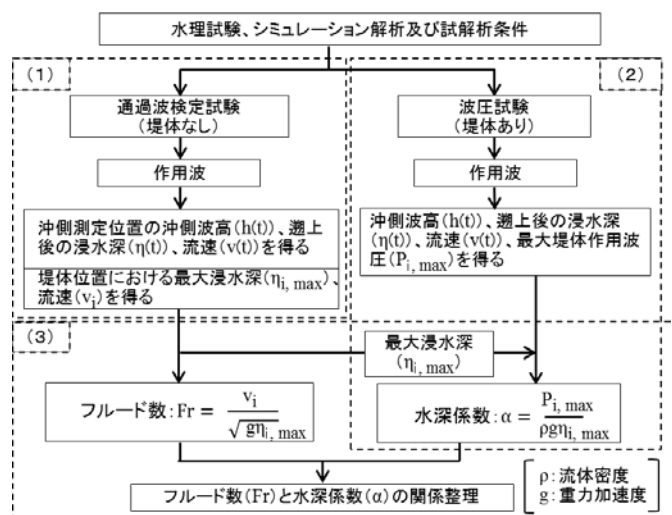 水理試験、シミュレーション解析及び試解析条件
(1)
(2)
通過波検定試験
(堤体なし)
波圧試験
(堤体あり)
作用波
作用波
沖側測定位置の沖側波高(h(t))、遡上
後の浸水深(η(t))、流速(v(t))を得る
堤体位置における最大浸水深(ηi, max)、
流速(vi)を得る
沖側波高(h(t))、遡上後の浸水深
(η(t))、流速(v(t))、最大堤体作用波
圧(Pi, max)を得る
(3)
最大浸水深
(ηi, max)
フルード数:Fr = vi / √gηi, max
水深係数:α = Pi, max / ρgηi, max
フルード数(Fr)と水深係数(α)の関係整理
ρ:流体密度
g:重力加速度